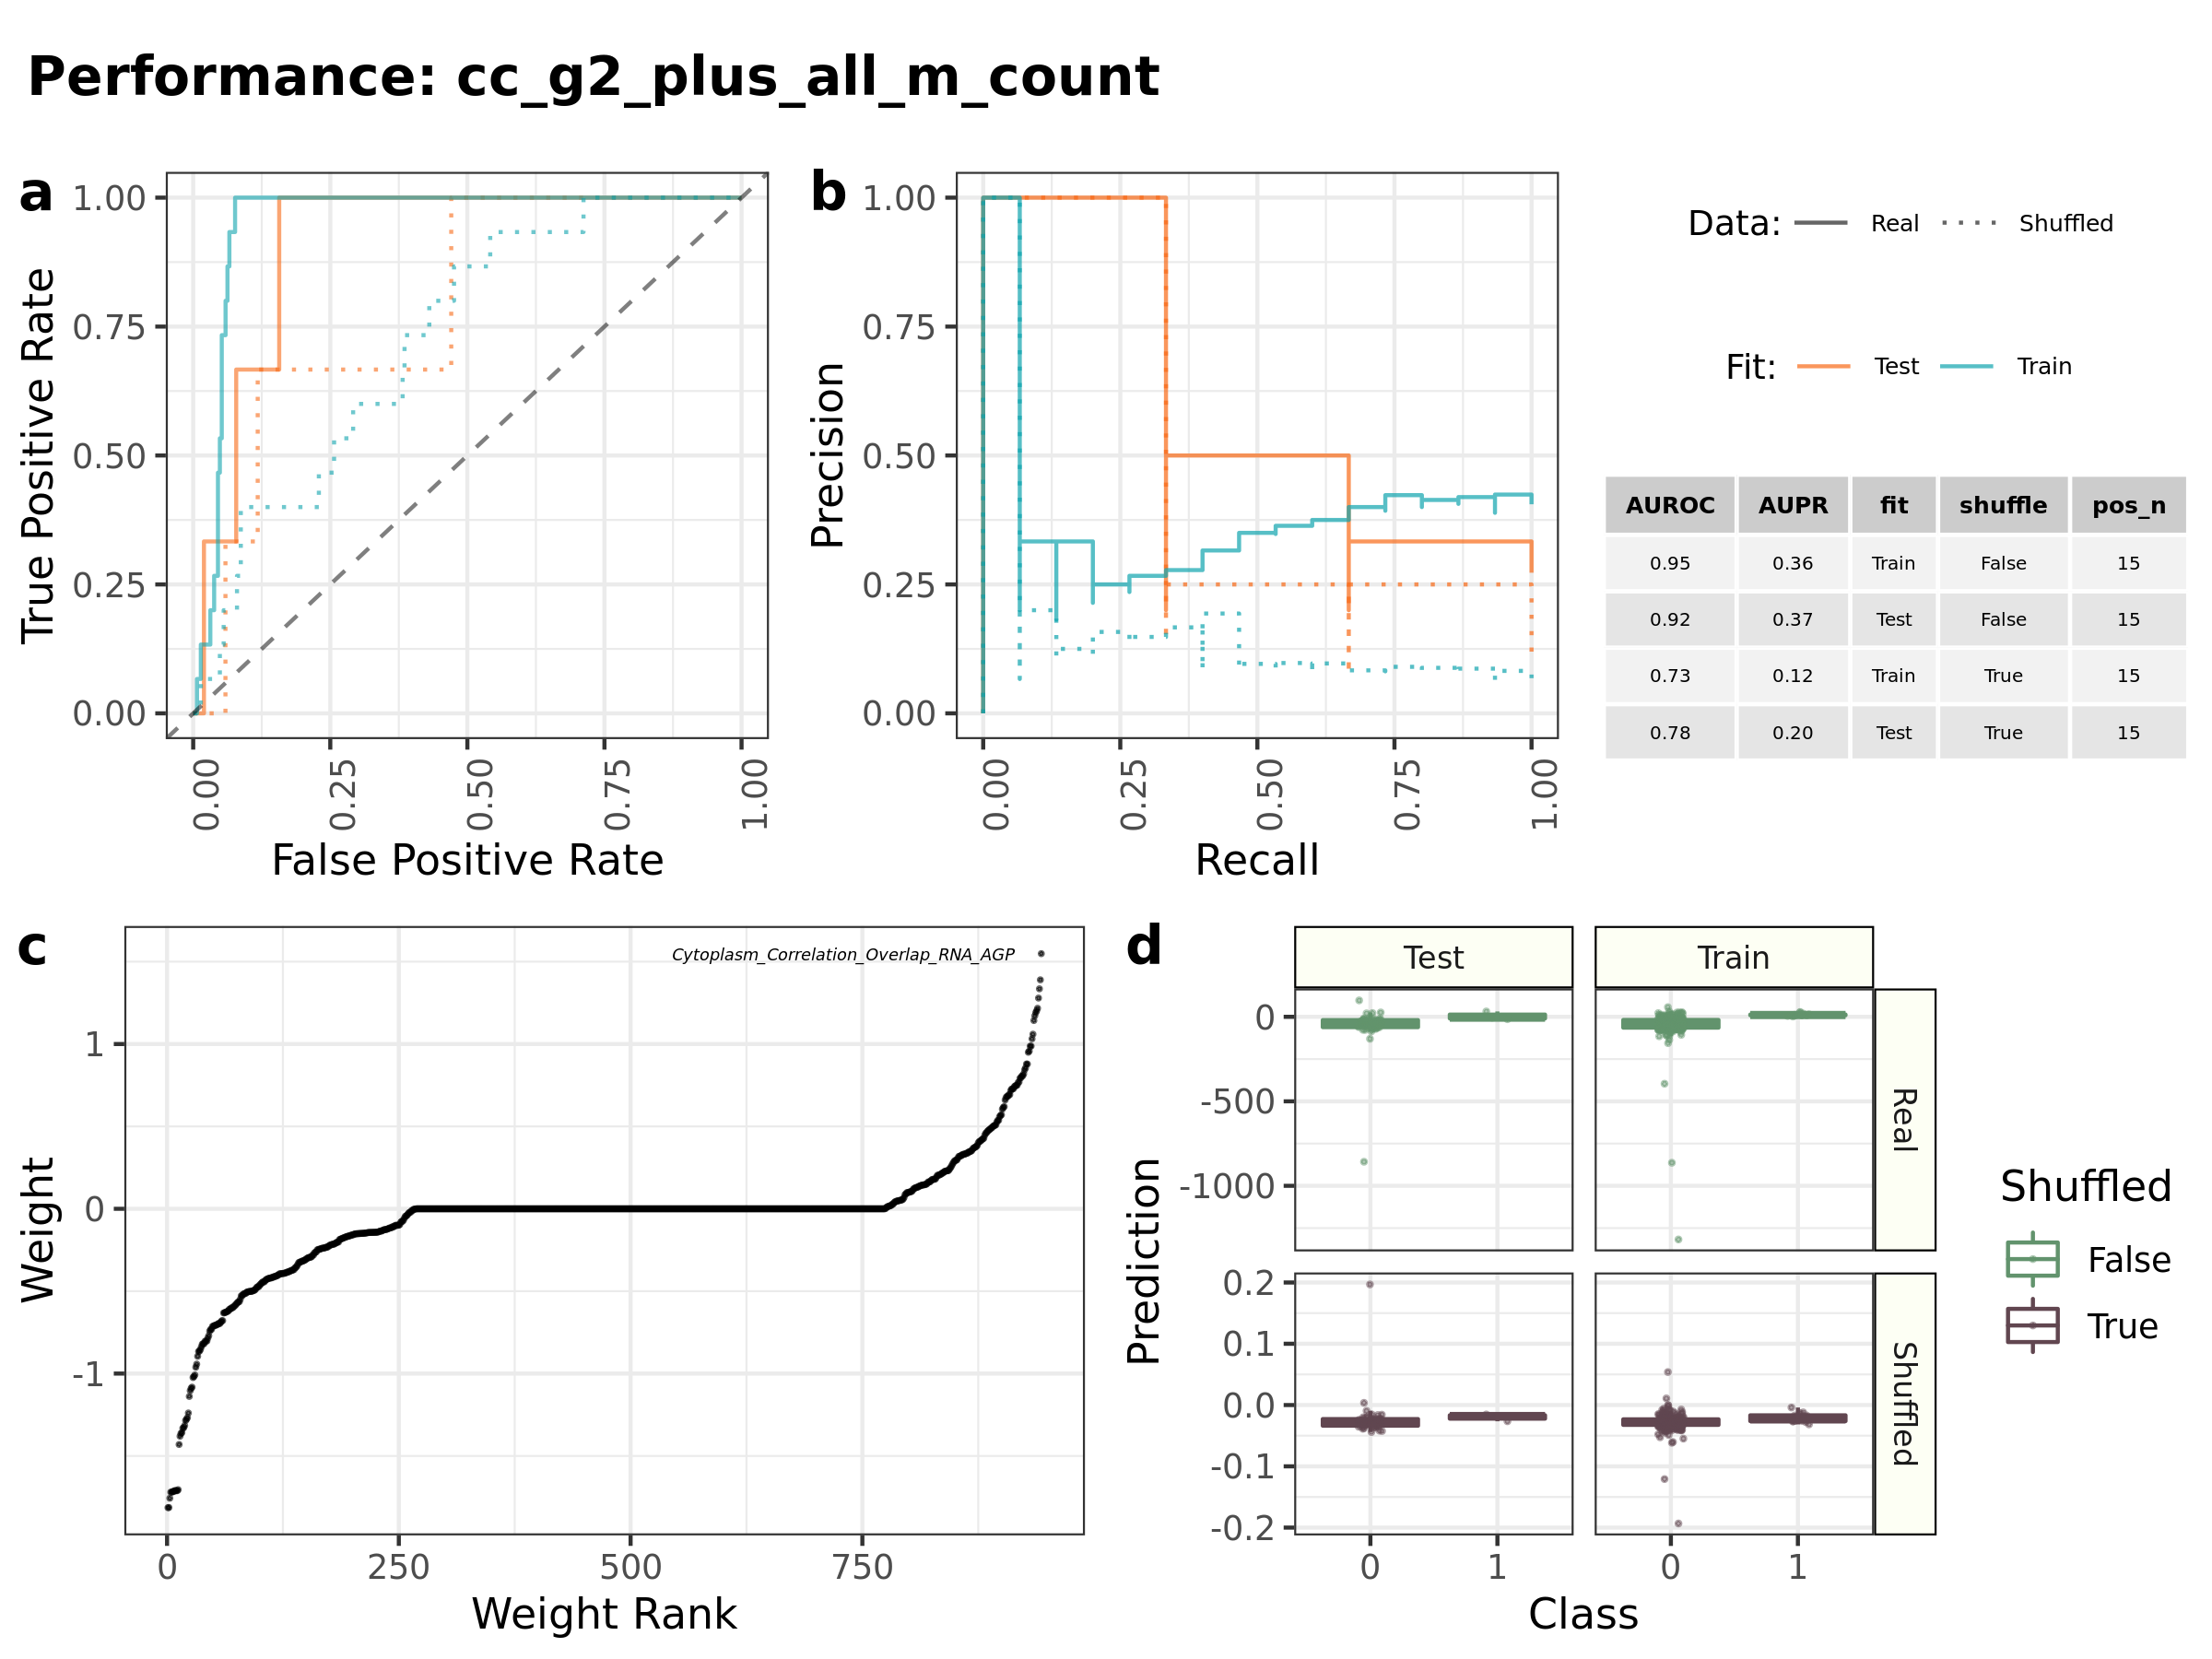 Performance: cc_g2_plus_all_m_count
a
True Positive Rate
1.00
0.75
0.50
0.25
0.00
0.00 0.25 0.50 0.75 1.00
False Positive Rate
b
Precision
1.00
0.75
0.50
0.25
0.00
0.00 0.25 0.50 0.75 1.00
Recall
Data: Real Shuffled
Fit: Test Train
AUROC AUPR fit shuffle pos_n
0.95 0.36 Train False 15
0.92 0.37 Test False 15
0.73 0.12 Train True 15
0.78 0.20 Test True 15
c
Weight
Cytoplasm_Correlation_Overlap_RNA_AGP
1
0
-1
0 250 500 750
Weight Rank
d
Test Train
Prediction
0
-500
-1000
Real
0.2
0.1
0.0
-0.1
-0.2
Shuffled
0 1 0 1
Class
Shuffled
False
True